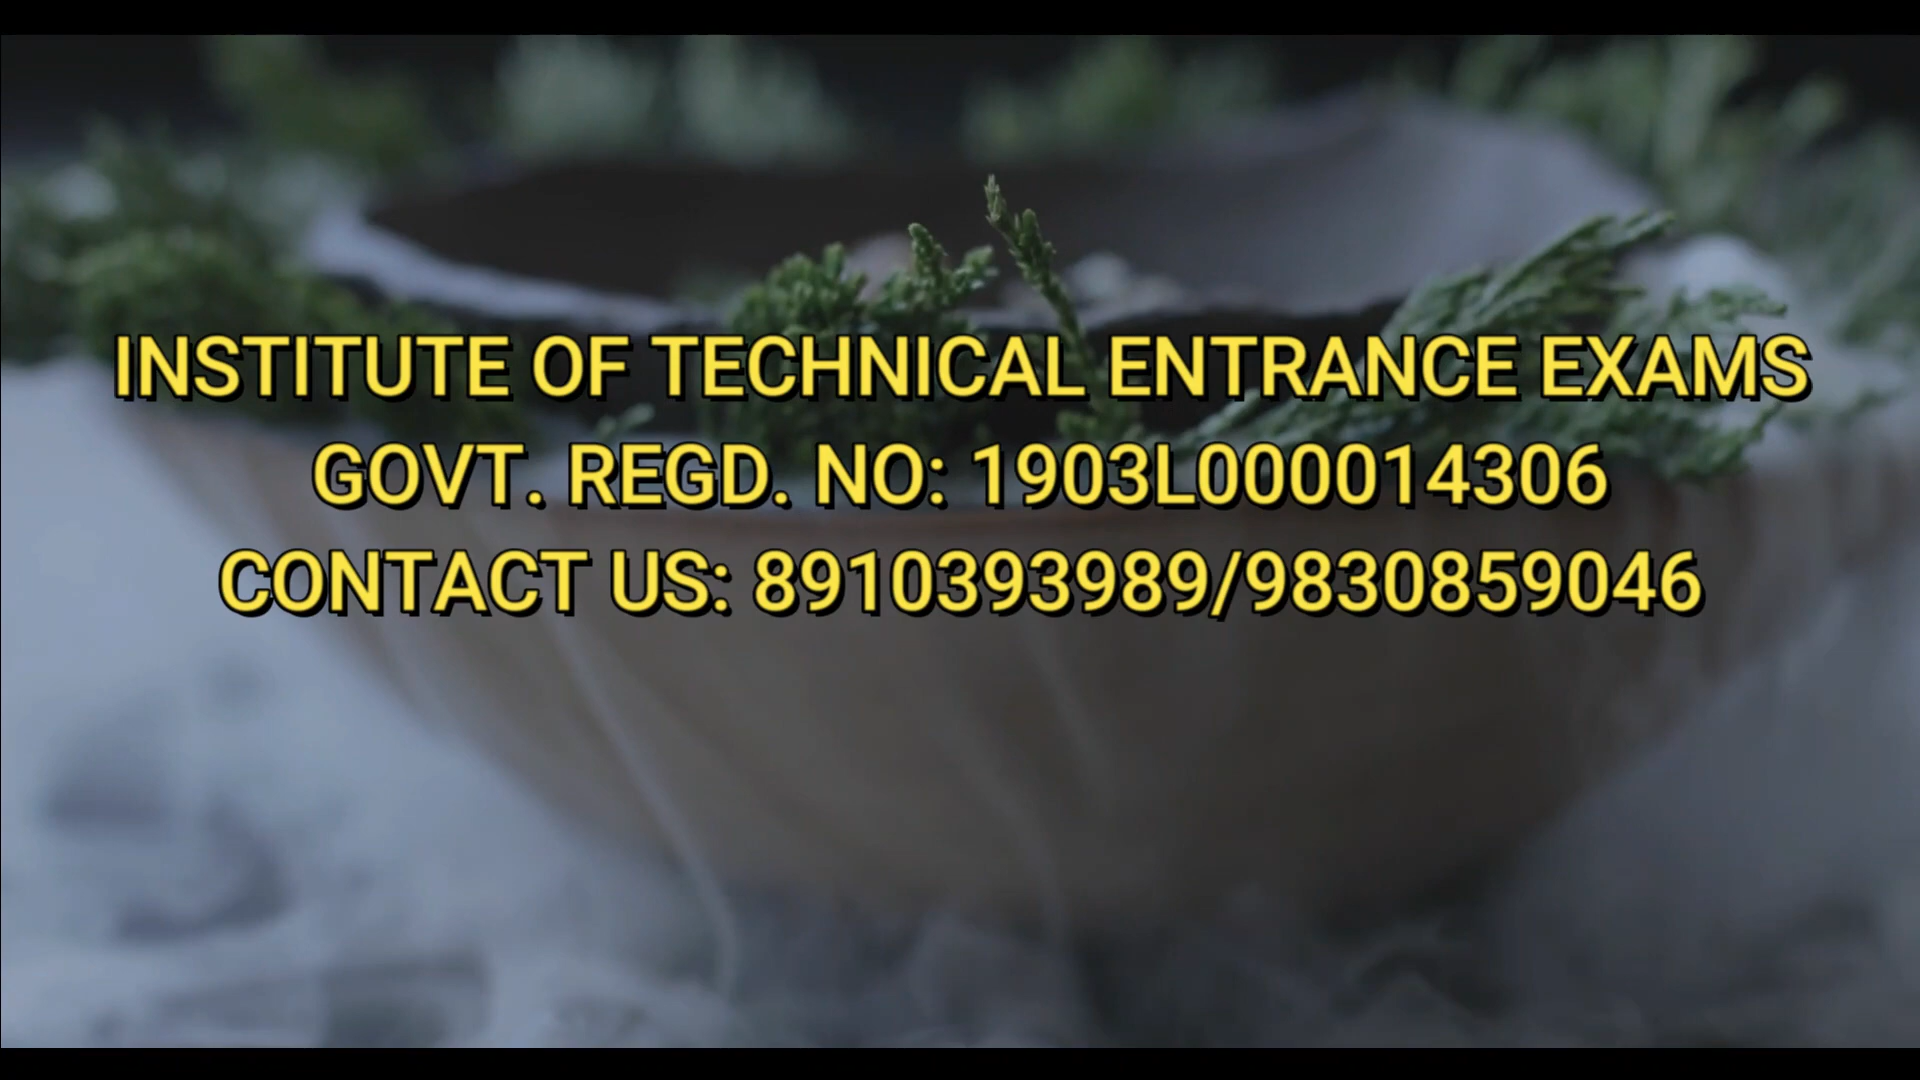 INSTITUTE OF TECHNICAL ENTRANCE EXAMS
GOVT. REGD. NO: 1903L000014306
CONTACT US: 8910393989/9830859046